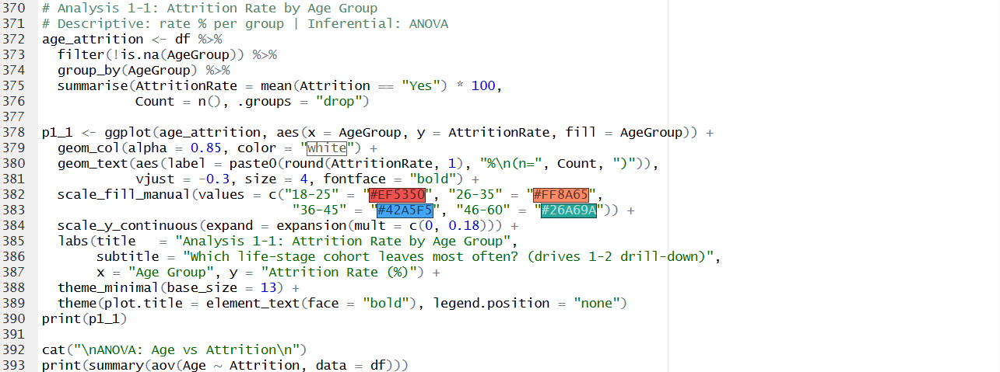 370 # Analysis 1-1: Attrition Rate by Age Group
371 # Descriptive: rate % per group | Inferential: ANOVA
372 age_attrition <- df %>%
373   filter(!is.na(AgeGroup)) %>%
374   group_by(AgeGroup) %>%
375   summarise(AttritionRate = mean(Attrition == "Yes") * 100,
376             Count = n(), .groups = "drop")
377
378 p1_1 <- ggplot(age_attrition, aes(x = AgeGroup, y = AttritionRate, fill = AgeGroup)) +
379   geom_col(alpha = 0.85, color = "white") +
380   geom_text(aes(label = paste0(round(AttritionRate, 1), "%\n(n=", Count, ")")),
381             vjust = -0.3, size = 4, fontface = "bold") +
382   scale_fill_manual(values = c("18-25" = "#EF5350", "26-35" = "#FF8A65",
383                                "36-45" = "#42A5F5", "46-60" = "#26A69A")) +
384   scale_y_continuous(expand = expansion(mult = c(0, 0.18))) +
385   labs(title   = "Analysis 1-1: Attrition Rate by Age Group",
386        subtitle = "Which life-stage cohort leaves most often? (drives 1-2 drill-down)",
387        x = "Age Group", y = "Attrition Rate (%)") +
388   theme_minimal(base_size = 13) +
389   theme(plot.title = element_text(face = "bold"), legend.position = "none")
390 print(p1_1)
391
392 cat("\nANOVA: Age vs Attrition\n")
393 print(summary(aov(Age ~ Attrition, data = df)))